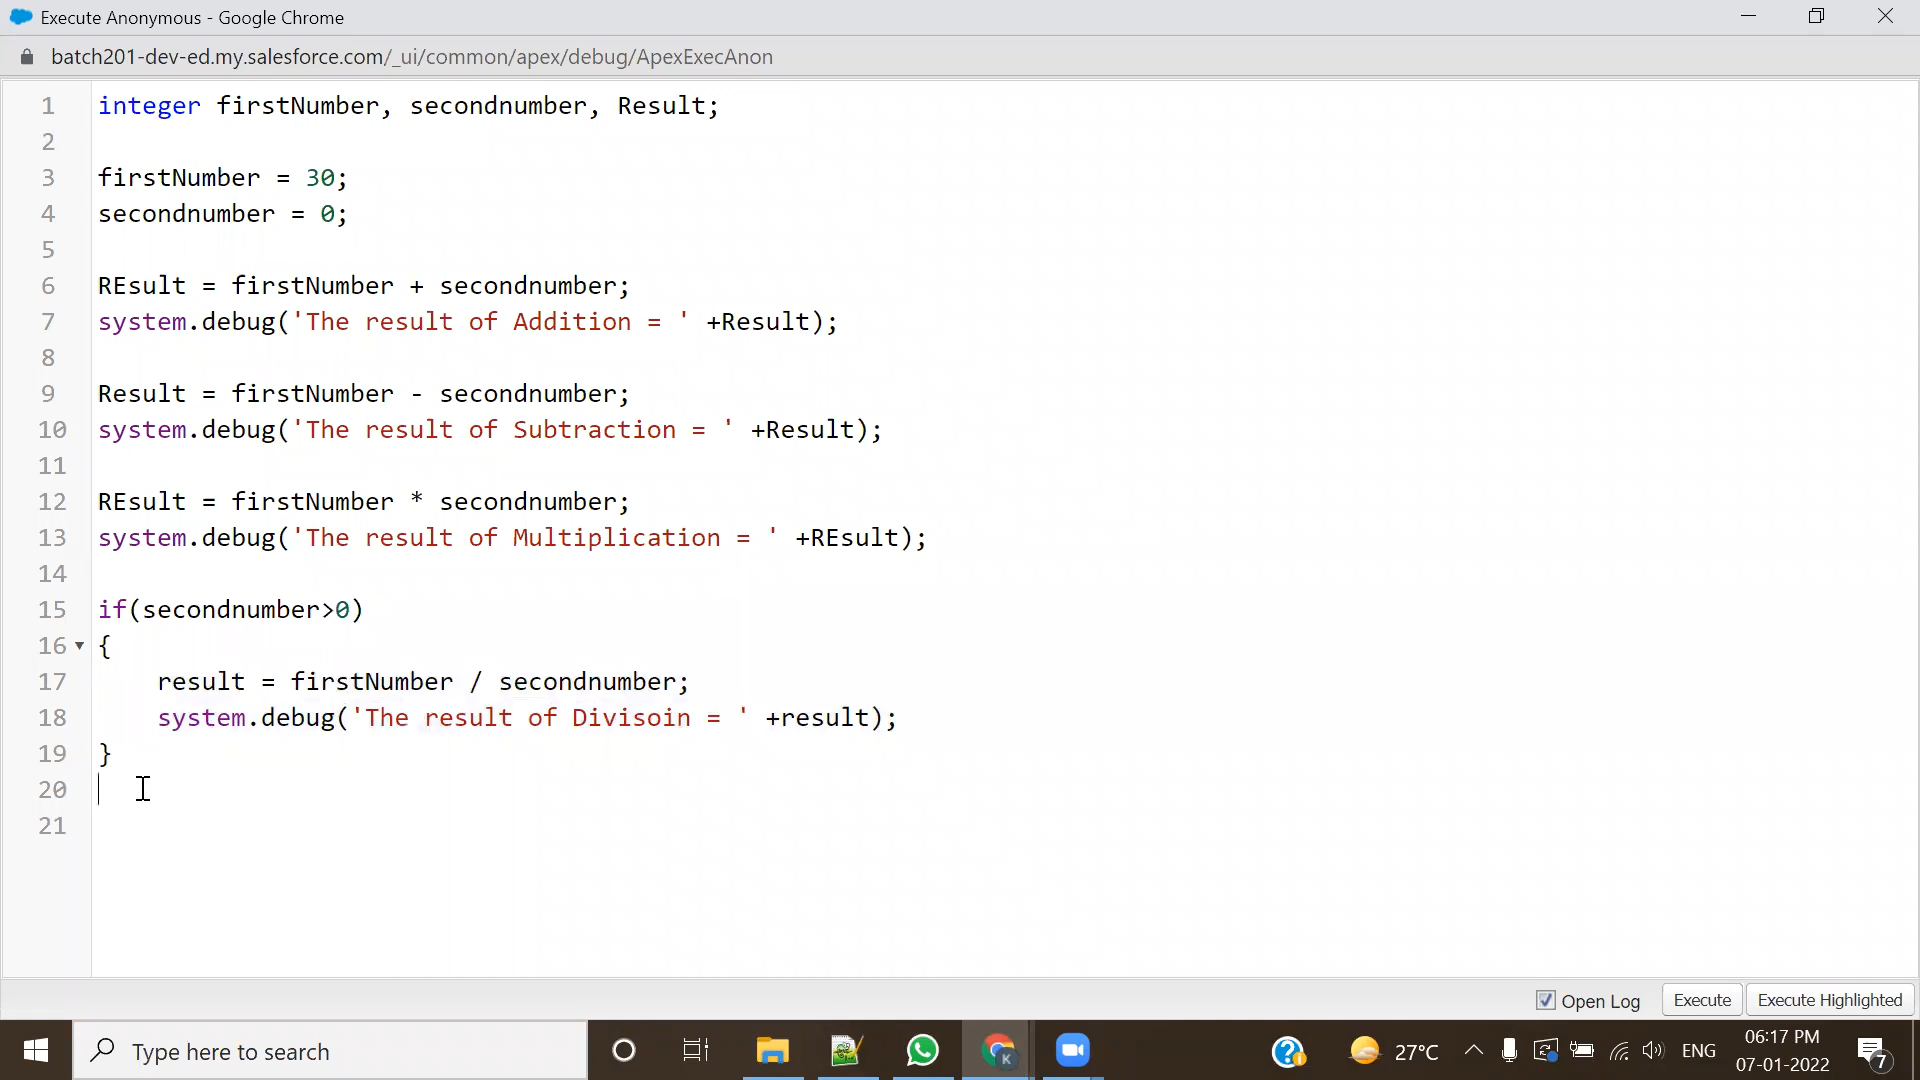 Execute Anonymous - Google Chrome
batch201-dev-ed.my.salesforce.com/_ui/common/apex/debug/ApexExecAnon
1 integer firstNumber, secondnumber, Result;
2
3 firstNumber = 30;
4 secondnumber = 0;
5
6 REsult = firstNumber + secondnumber;
7 system.debug('The result of Addition = ' +Result);
8
9 Result = firstNumber - secondnumber;
10 system.debug('The result of Subtraction = ' +Result);
11
12 REsult = firstNumber * secondnumber;
13 system.debug('The result of Multiplication = ' +REsult);
14
15 if(secondnumber>0)
16 {
17 result = firstNumber / secondnumber;
18 system.debug('The result of Divisoin = ' +result);
19 }
20
21
Open Log Execute Execute Highlighted
Type here to search K 27°C ENG 06:17 PM 7
07-01-2022